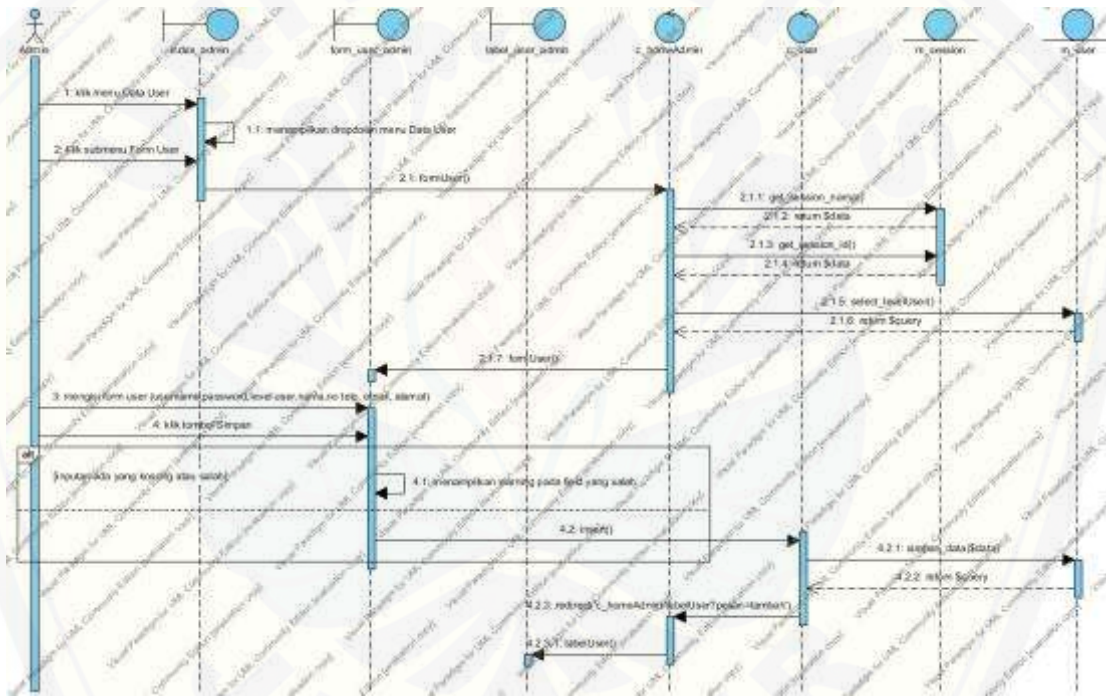 Admin
index_admin
form_user_admin
tabel_user_admin
c_homeAdmin
c_user
m_session
m_user
1: klik menu Data User
1.1: menampilkan dropdown menu Data User
2: klik submenu Form User
2.1: formUser()
2.1.1: get_session_nama()
2.1.2: return $data
2.1.3: get_session_id()
2.1.4: return $data
2.1.5: select_levelUser()
2.1.6: return $query
2.1.7: formUser()
3: mengisi form user (username,password,level user,nama,no telp, email, alamat)
4: klik tombol Simpan
alt
[inputan ada yang kosong atau salah]
4.1: menampilkan warning pada field yang salah
4.2: insert()
4.2.1: simpan_data($data)
4.2.2: return $query
4.2.3: redirect('c_homeAdmin/tabelUser?pesan=tambah')
4.2.3.1: tabelUser()